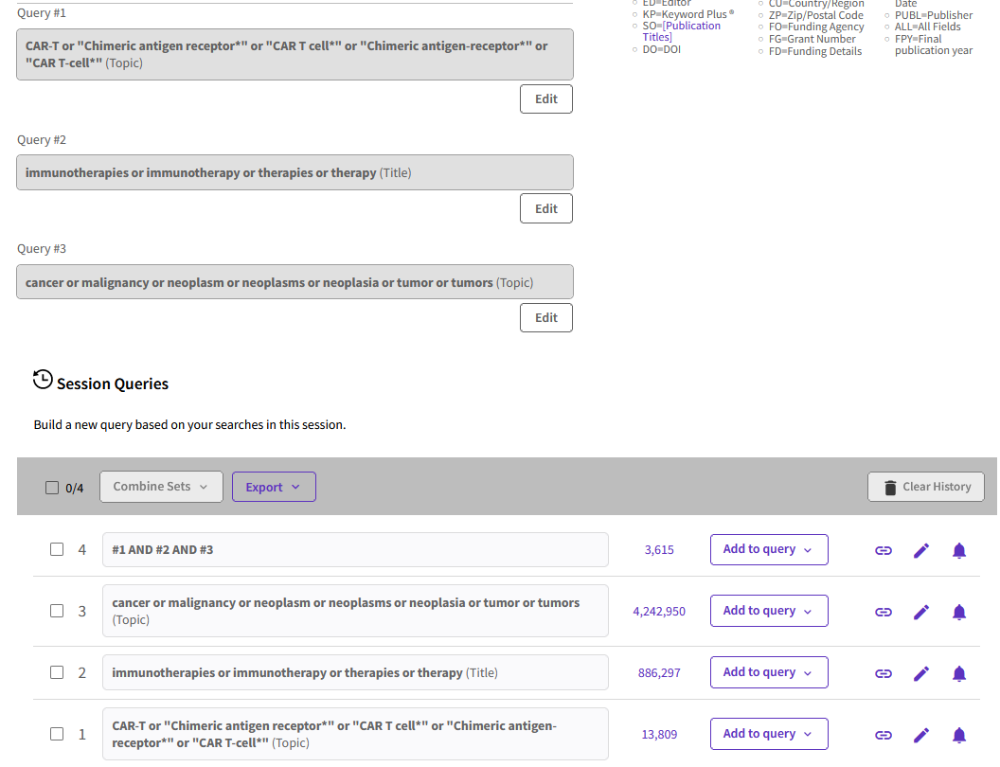 Query #1
CAR-T or "Chimeric antigen receptor*" or "CAR T cell*" or "Chimeric antigen-receptor*" or
"CAR T-cell*" (Topic)
Edit
Query #2
immunotherapies or immunotherapy or therapies or therapy (Title)
Edit
Query #3
cancer or malignancy or neoplasm or neoplasms or neoplasia or tumor or tumors (Topic)
Edit
ED=Editor
KP=Keyword Plus ®
SO=[Publication
Titles]
DO=DOI
CU=Country/Region
ZP=Zip/Postal Code
FO=Funding Agency
FG=Grant Number
FD=Funding Details
Date
PUBL=Publisher
ALL=All Fields
FPY=Final
publication year
Session Queries
Build a new query based on your searches in this session.
0/4 Combine Sets Export Clear History
4 #1 AND #2 AND #3 3,615 Add to query
3 cancer or malignancy or neoplasm or neoplasms or neoplasia or tumor or tumors
(Topic) 4,242,950 Add to query
2 immunotherapies or immunotherapy or therapies or therapy (Title) 886,297 Add to query
1 CAR-T or "Chimeric antigen receptor*" or "CAR T cell*" or "Chimeric antigen-
receptor*" or "CAR T-cell*" (Topic) 13,809 Add to query